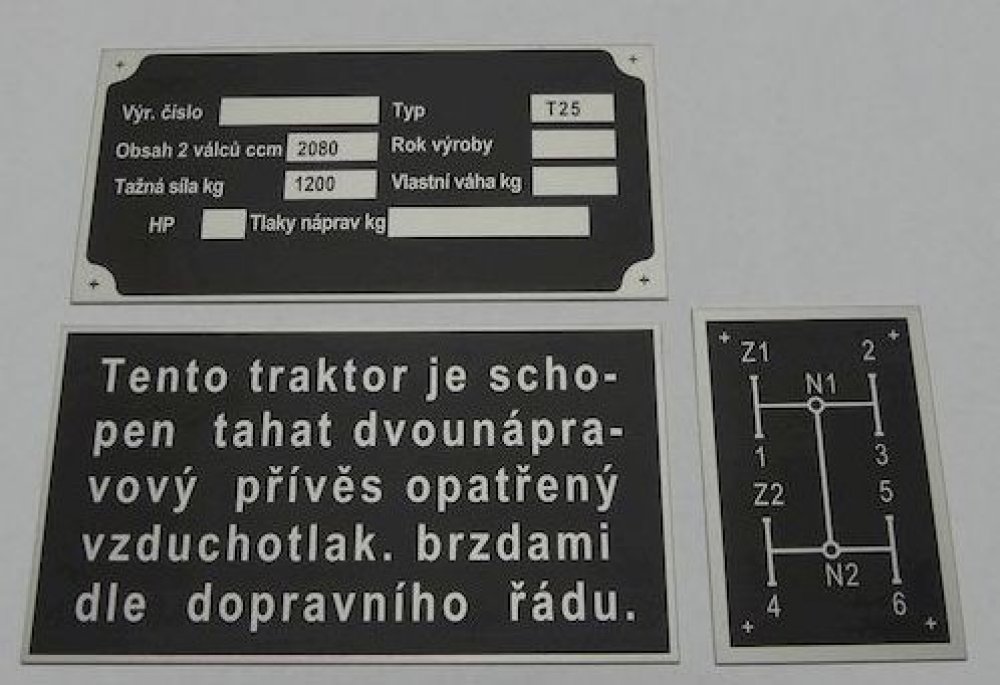 Výr. číslo Typ T25
Obsah 2 válců ccm 2080 Rok výroby
Tažná síla kg 1200 Vlastní váha kg
HP Tlaky náprav kg
Tento traktor je scho-
pen tahat dvounápra-
vový přívěs opatřený
vzduchotlak. brzdami
dle dopravního řádu.
Z1 2
N1
1 3
Z2 5
N2
4 6